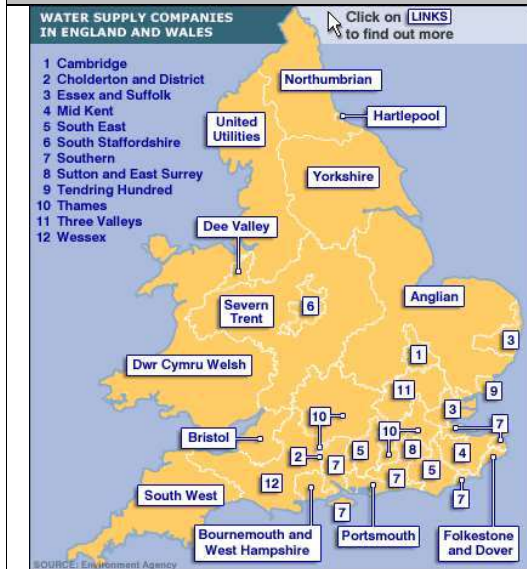 WATER SUPPLY COMPANIES
IN ENGLAND AND WALES
Click on LINKS
to find out more
1 Cambridge
2 Cholderton and District
3 Essex and Suffolk
4 Mid Kent
5 South East
6 South Staffordshire
7 Southern
8 Sutton and East Surrey
9 Tendring Hundred
10 Thames
11 Three Valleys
12 Wessex
Northumbrian
Hartlepool
United
Utilities
Yorkshire
Dee Valley
Severn
Trent
6
Anglian
3
1
Dwr Cymru Welsh
11
9
3
10
10
7
Bristol
2
7
5
8
4
5
12
7
7
7
South West
Bournemouth and
West Hampshire
Portsmouth
Folkestone
and Dover
SOURCE: Environment Agency